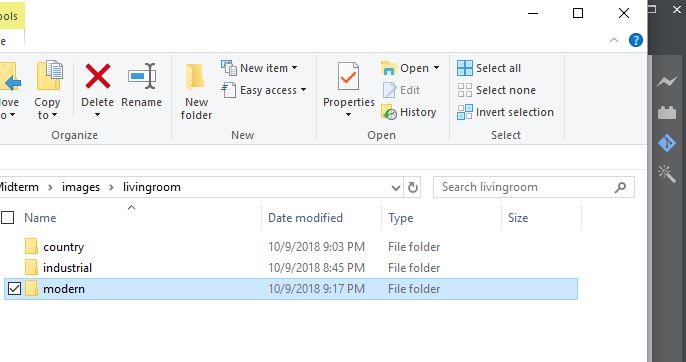 ools
e
New item
Open
Select all
Easy access
Edit
Select none
History
Invert selection
Move to
Copy to
Delete
Rename
New folder
Properties
Organize
New
Open
Select
Midterm > images > livingroom
Search livingroom
Name
Date modified
Type
Size
country 10/9/2018 9:03 PM File folder
industrial 10/9/2018 8:45 PM File folder
modern 10/9/2018 9:17 PM File folder